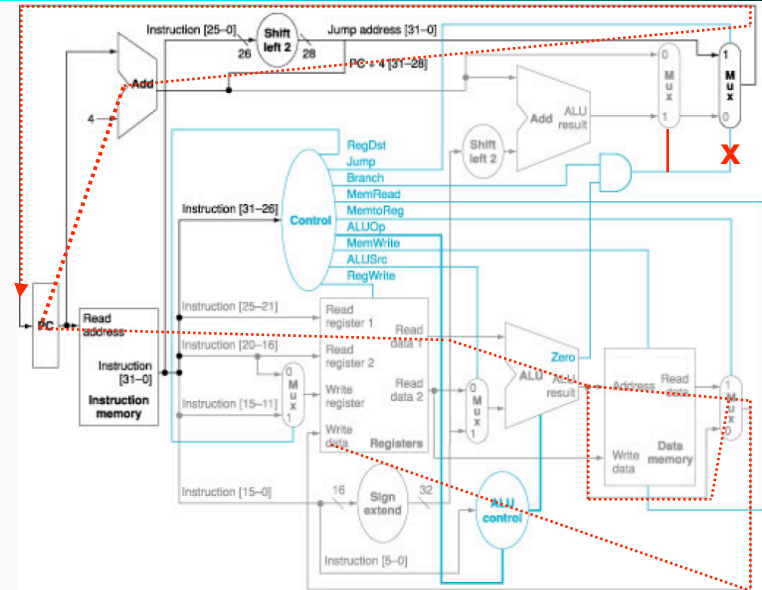 Instruction [25–0]
26
Shift
left 2
28
Jump address [31–0]
PC + 4 [31–28]
Add
4
0
M
u
x
1
1
M
u
x
0
X
Add
ALU
result
Shift
left 2
RegDst
Jump
Branch
MemRead
MemtoReg
ALUOp
MemWrite
ALUSrc
RegWrite
Instruction [31–26]
Control
PC
Read
address
Instruction
[31–0]
Instruction
memory
Instruction [25–21]
Instruction [20–16]
Instruction [15–11]
0
M
u
x
1
Read
register 1
Read
register 2
Write
register
Write
data
Read
data 1
Read
data 2
Registers
0
M
u
x
1
Zero
ALU
ALU
result
Address
Read
data
Write
data
Data
memory
1
M
u
x
0
Instruction [15–0]
16
Sign
extend
32
ALU
control
Instruction [5–0]